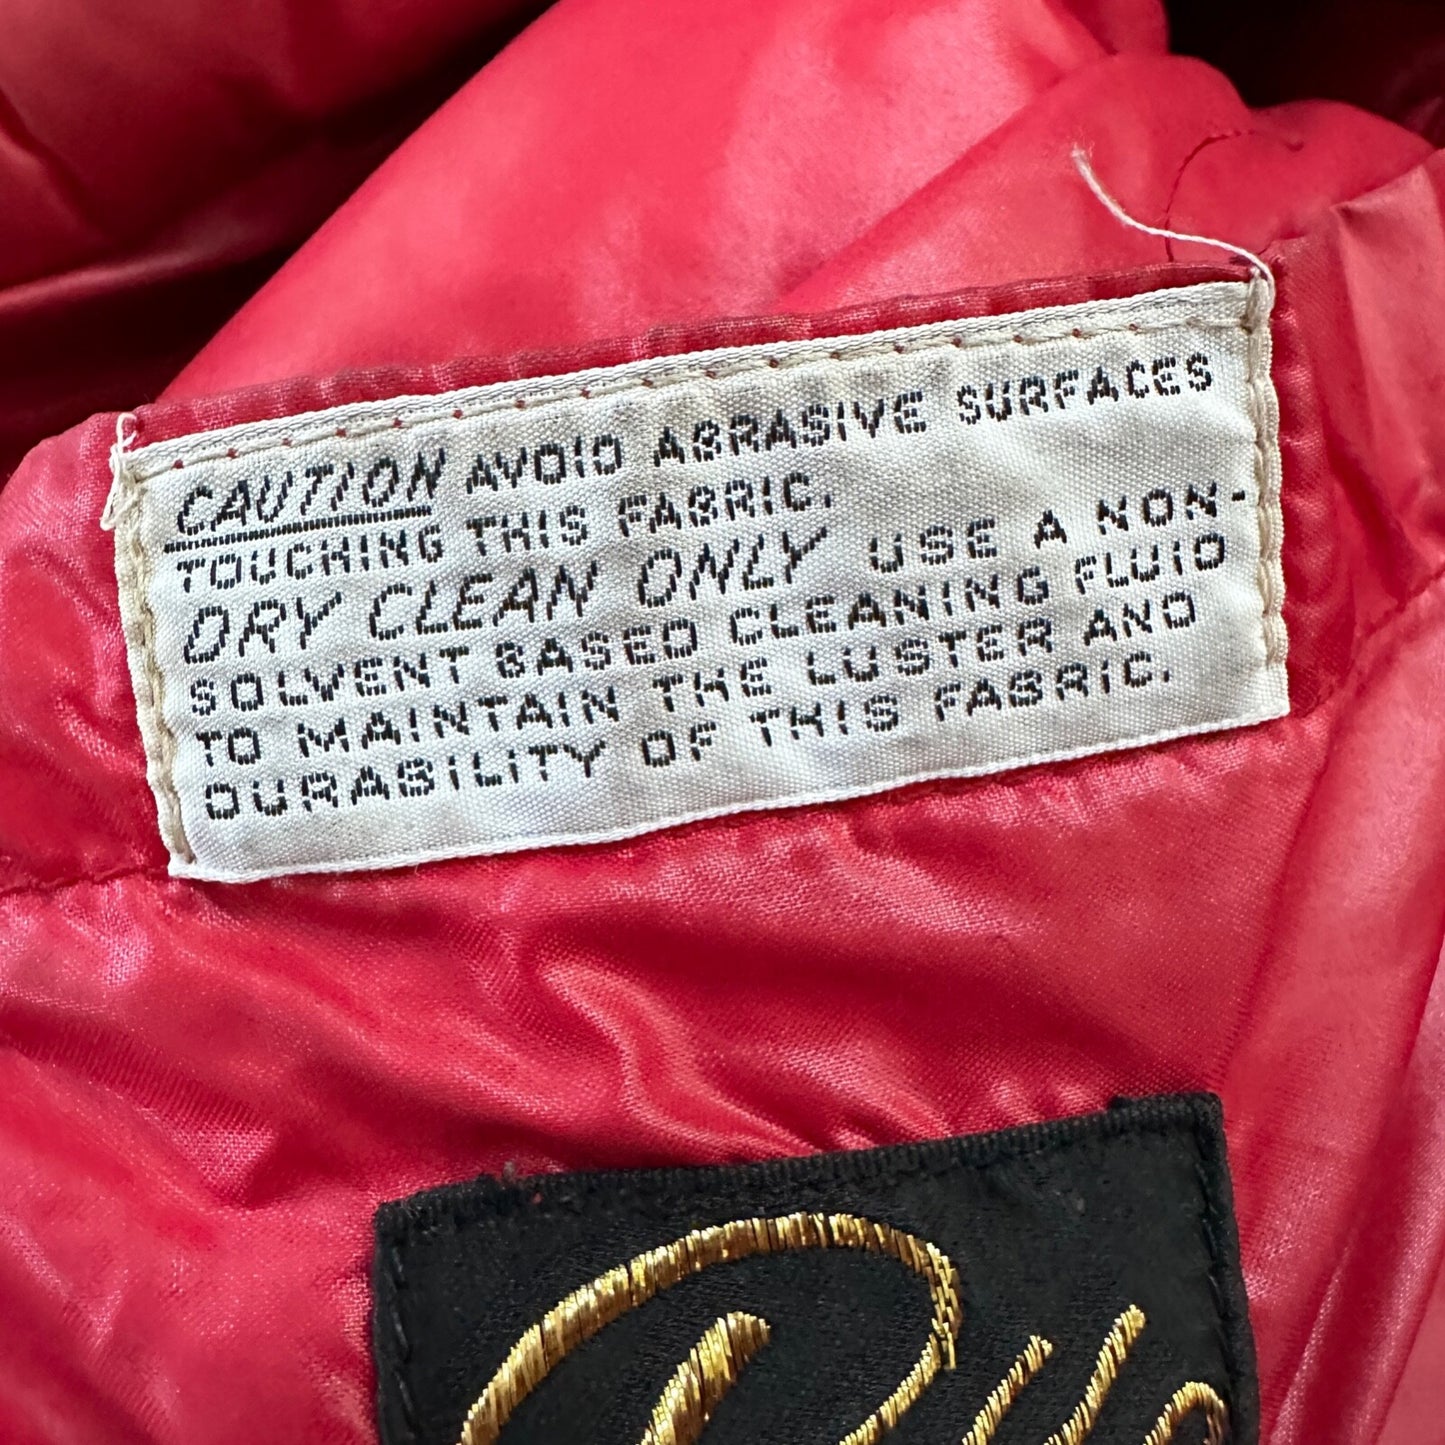 CAUTION AVOID ABRASIVE SURFACES
TOUCHING THIS FABRIC.
DRY CLEAN ONLY USE A NON-
SOLVENT BASED CLEANING FLUID
TO MAINTAIN THE LUSTER AND
DURABILITY OF THIS FABRIC.